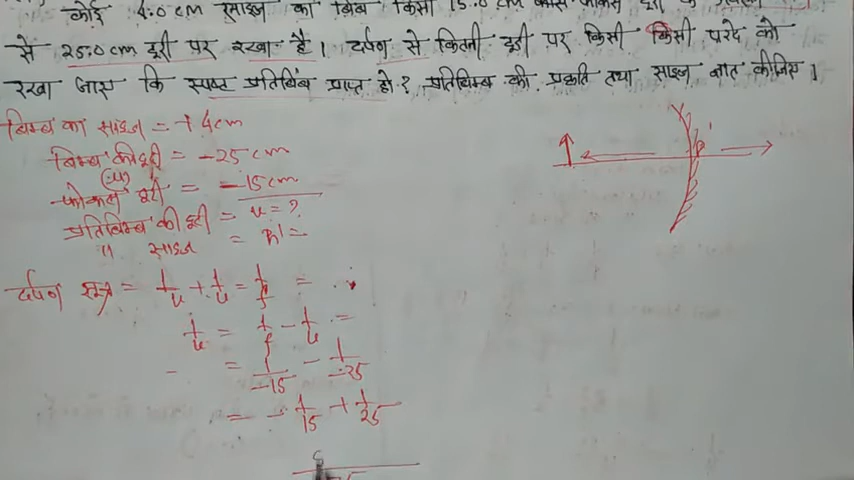 कोई 4.0 cm साइज का बिंब किसी 15.0 cm फोकस दूरी के
से 25.0 cm दूरी पर रखा है। दर्पण से कितनी दूरी पर किसी किसी परदे को
रखा जाए कि स्पष्ट प्रतिबिंब प्राप्त हो? प्रतिबिम्ब की प्रकृति तथा साइज ज्ञात कीजिए।
बिम्ब का साइज = +4cm
बिम्ब की दूरी = -25 cm
(u)
फोकल दूरी = -15cm
प्रतिबिम्ब की दूरी = u = ?
" साइज = h' =
P
दर्पण सूत्र = 1/u + 1/u = 1/f =
1/u = 1/f - 1/u =
= 1/-15 - 1/-25
= - 1/15 + 1/25